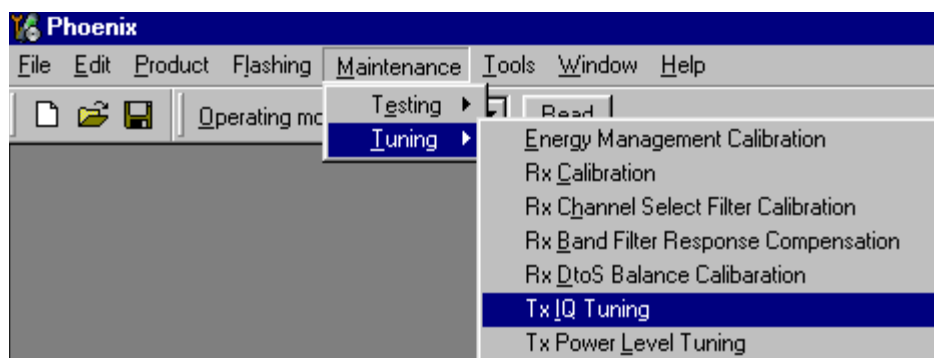 Phoenix
File Edit Product Flashing Maintenance Tools Window Help
Operating mo Read
Testing
Tuning
Energy Management Calibration
Rx Calibration
Rx Channel Select Filter Calibration
Rx Band Filter Response Compensation
Rx DtoS Balance Calibaration
Tx IQ Tuning
Tx Power Level Tuning